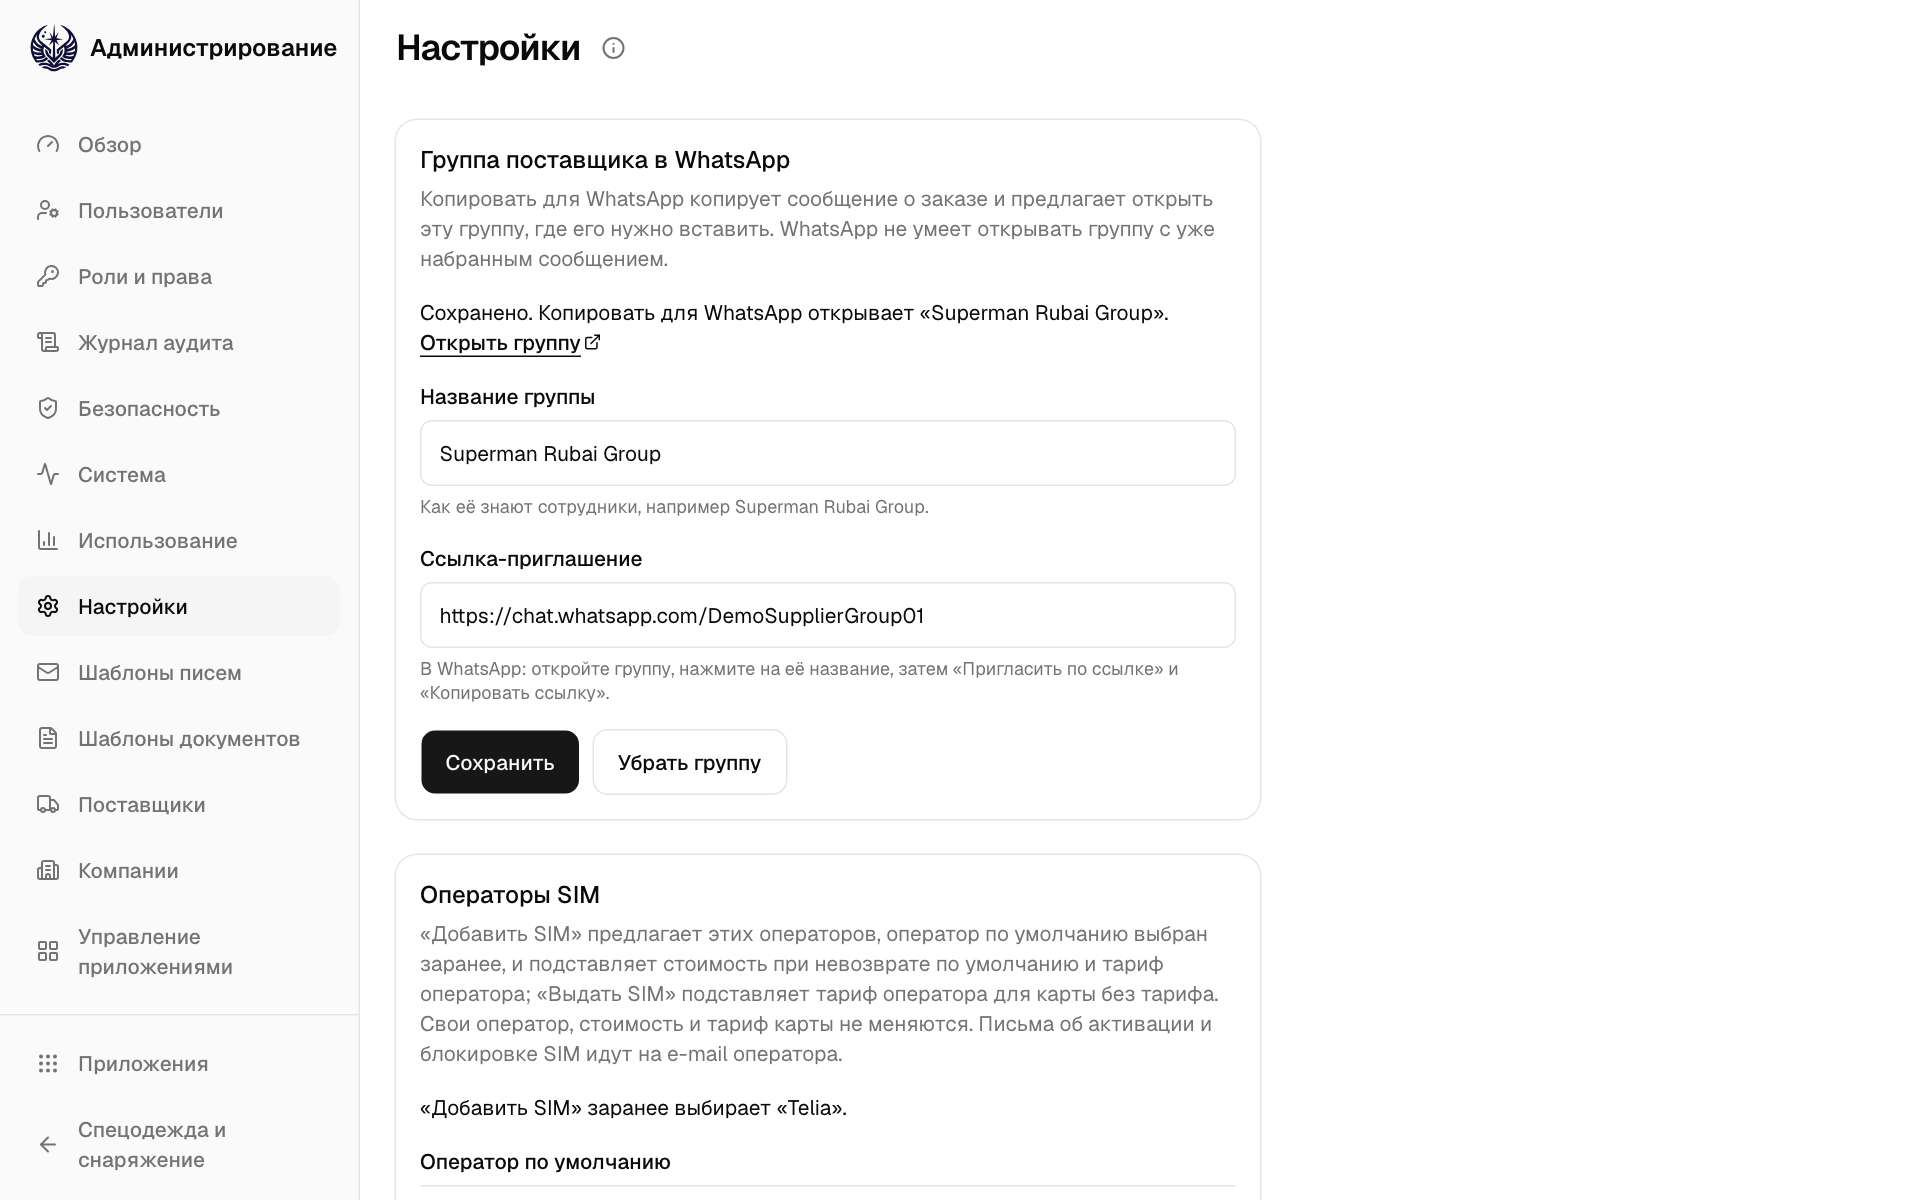 Администрирование
Обзор
Пользователи
Роли и права
Журнал аудита
Безопасность
Система
Использование
Настройки
Шаблоны писем
Шаблоны документов
Поставщики
Компании
Управление
приложениями
Приложения
Спецодежда и
снаряжение
Настройки
Группа поставщика в WhatsApp
Копировать для WhatsApp копирует сообщение о заказе и предлагает открыть
эту группу, где его нужно вставить. WhatsApp не умеет открывать группу с уже
набранным сообщением.
Сохранено. Копировать для WhatsApp открывает «Superman Rubai Group».
Открыть группу
Название группы
Superman Rubai Group
Как её знают сотрудники, например Superman Rubai Group.
Ссылка-приглашение
https://chat.whatsapp.com/DemoSupplierGroup01
В WhatsApp: откройте группу, нажмите на её название, затем «Пригласить по ссылке» и
«Копировать ссылку».
Сохранить
Убрать группу
Операторы SIM
«Добавить SIM» предлагает этих операторов, оператор по умолчанию выбран
заранее, и подставляет стоимость при невозврате по умолчанию и тариф
оператора; «Выдать SIM» подставляет тариф оператора для карты без тарифа.
Свои оператор, стоимость и тариф карты не меняются. Письма об активации и
блокировке SIM идут на e-mail оператора.
«Добавить SIM» заранее выбирает «Telia».
Оператор по умолчанию